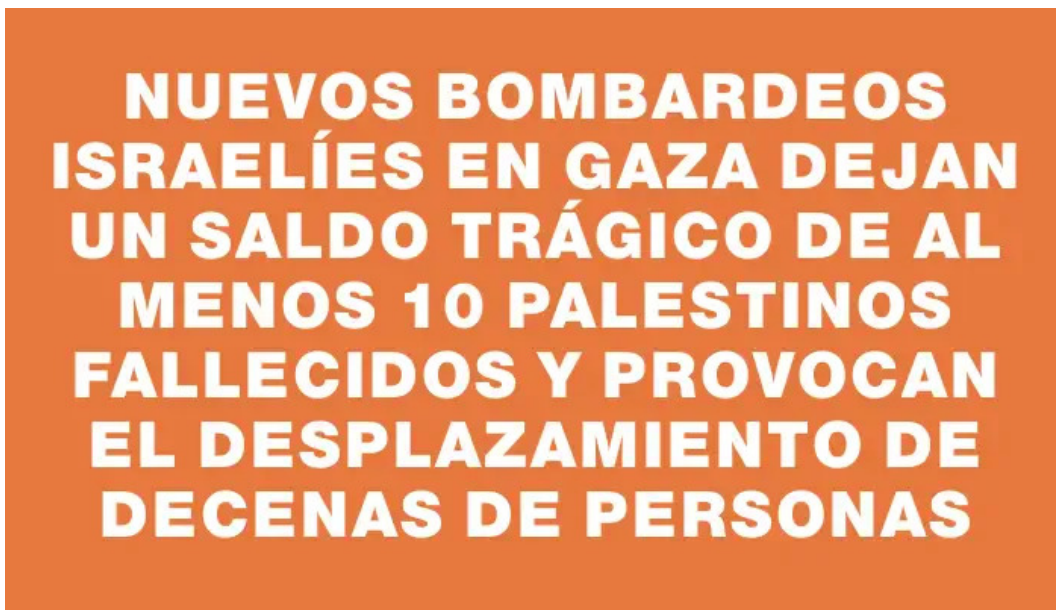 NUEVOS BOMBARDEOS
ISRAELÍES EN GAZA DEJAN
UN SALDO TRÁGICO DE AL
MENOS 10 PALESTINOS
FALLECIDOS Y PROVOCAN
EL DESPLAZAMIENTO DE
DECENAS DE PERSONAS